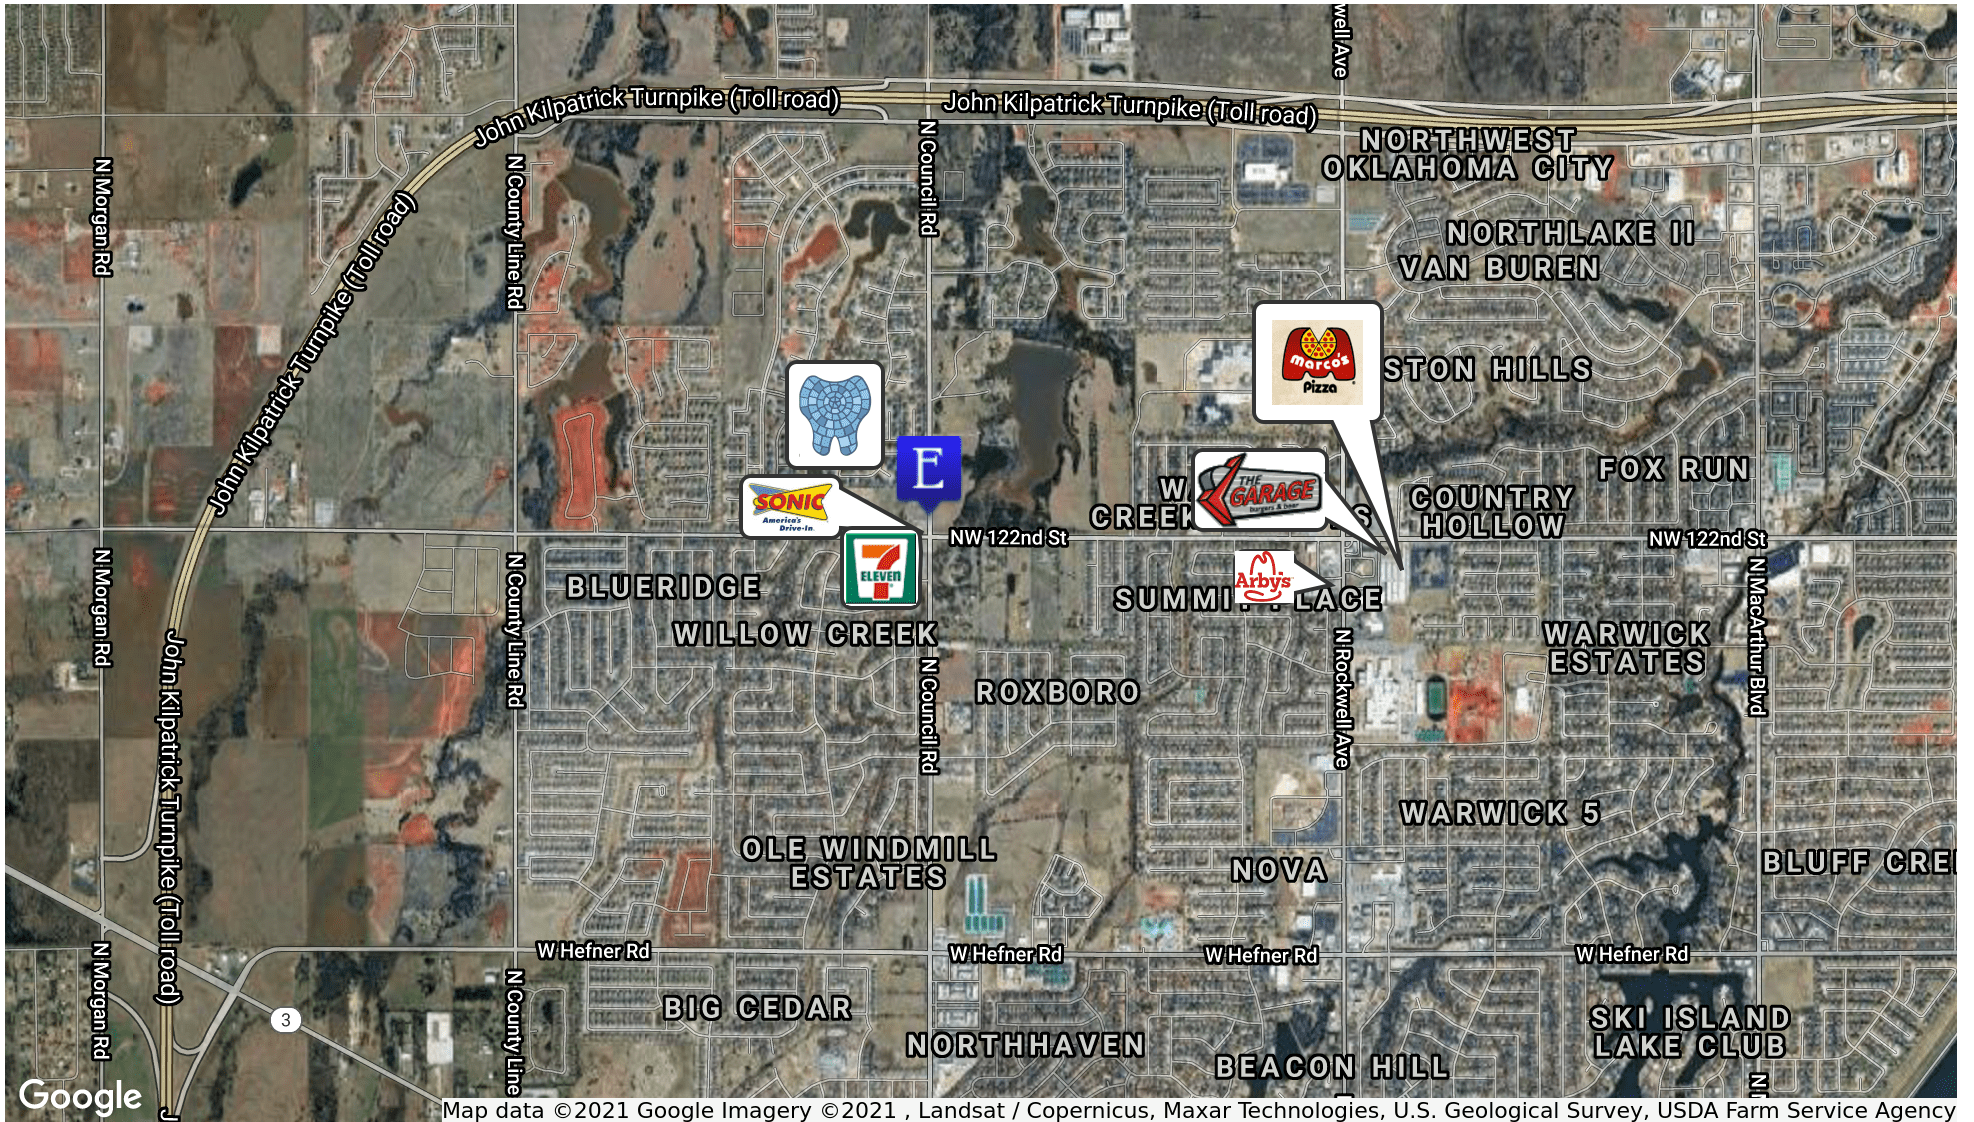 well Ave
John Kilpatrick Turnpike (Toll road)
John Kilpatrick Turnpike (Toll road)
NORTHWEST
OKLAHOMA CITY
N Council Rd
N County Line Rd
N Morgan Rd
John Kilpatrick Turnpike (Toll road)
NORTHLAKE II
VAN BUREN
marco's
Pizza
STON HILLS
FOX RUN
E
SONIC
America's
Drive-In.
THE
GARAGE
burgers & beer
W
CREEK
S
COUNTRY
HOLLOW
NW 122nd St
NW 122nd St
7
ELEVEN
Arby's
BLUERIDGE
SUMMIT PLACE
WILLOW CREEK
N Morgan Rd
N County Line Rd
N Council Rd
N Rockwell Ave
N MacArthur Blvd
WARWICK
ESTATES
ROXBORO
John Kilpatrick Turnpike (Toll road)
WARWICK 5
OLE WINDMILL
ESTATES
NOVA
BLUFF CREE
W Hefner Rd
W Hefner Rd
W Hefner Rd
W Hefner Rd
N Morgan Rd
N County Line
3
BIG CEDAR
NORTHHAVEN
BEACON HILL
SKI ISLAND
LAKE CLUB
N
J
Google
Map data ©2021 Google Imagery ©2021 , Landsat / Copernicus, Maxar Technologies, U.S. Geological Survey, USDA Farm Service Agency